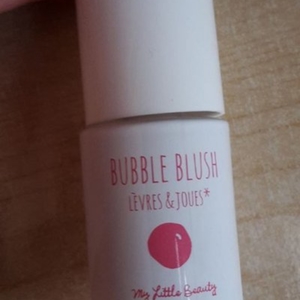 BUBBLE BLUSH
LÈVRES & JOUES*
My Little Beauty